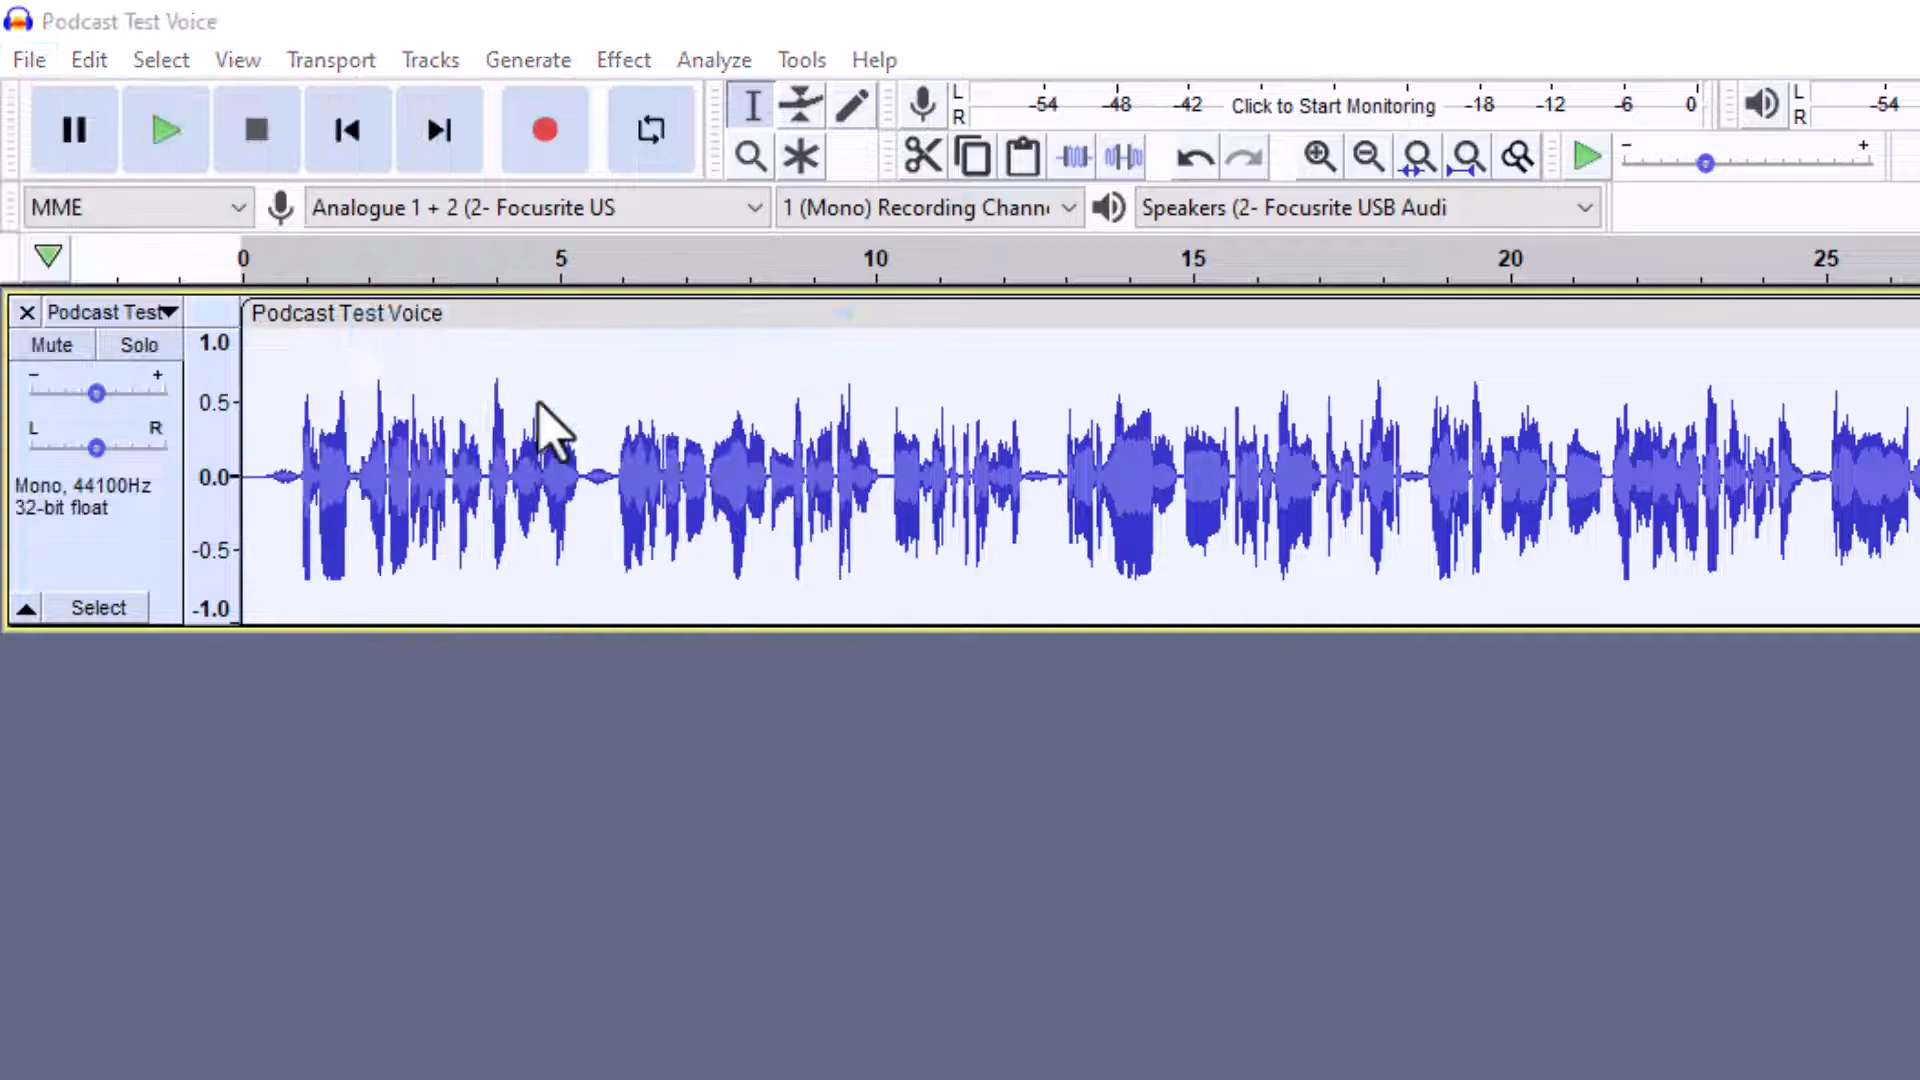 Podcast Test Voice
File Edit Select View Transport Tracks Generate Effect Analyze Tools Help
L R -54 -48 -42 Click to Start Monitoring -18 -12 -6 0 L R -54
- +
MME Analogue 1 + 2 (2- Focusrite US 1 (Mono) Recording Chann Speakers (2- Focusrite USB Audi
0 5 10 15 20 25
Podcast Test Podcast Test Voice
Mute Solo 1.0
- +
0.5
L R
0.0
Mono, 44100Hz
32-bit float
-0.5
Select -1.0